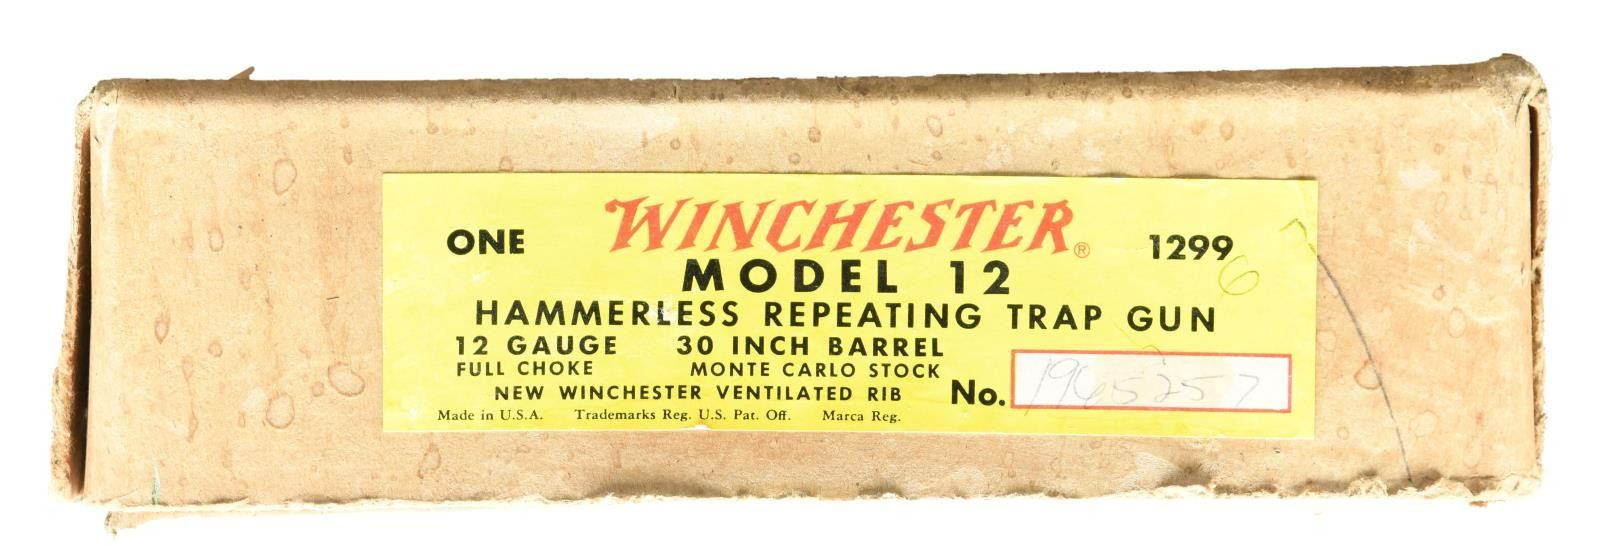 ONE WINCHESTER® 1299
MODEL 12
HAMMERLESS REPEATING TRAP GUN
12 GAUGE 30 INCH BARREL
FULL CHOKE MONTE CARLO STOCK
NEW WINCHESTER VENTILATED RIB No. 1965257
Made in U.S.A. Trademarks Reg. U.S. Pat. Off. Marca Reg.